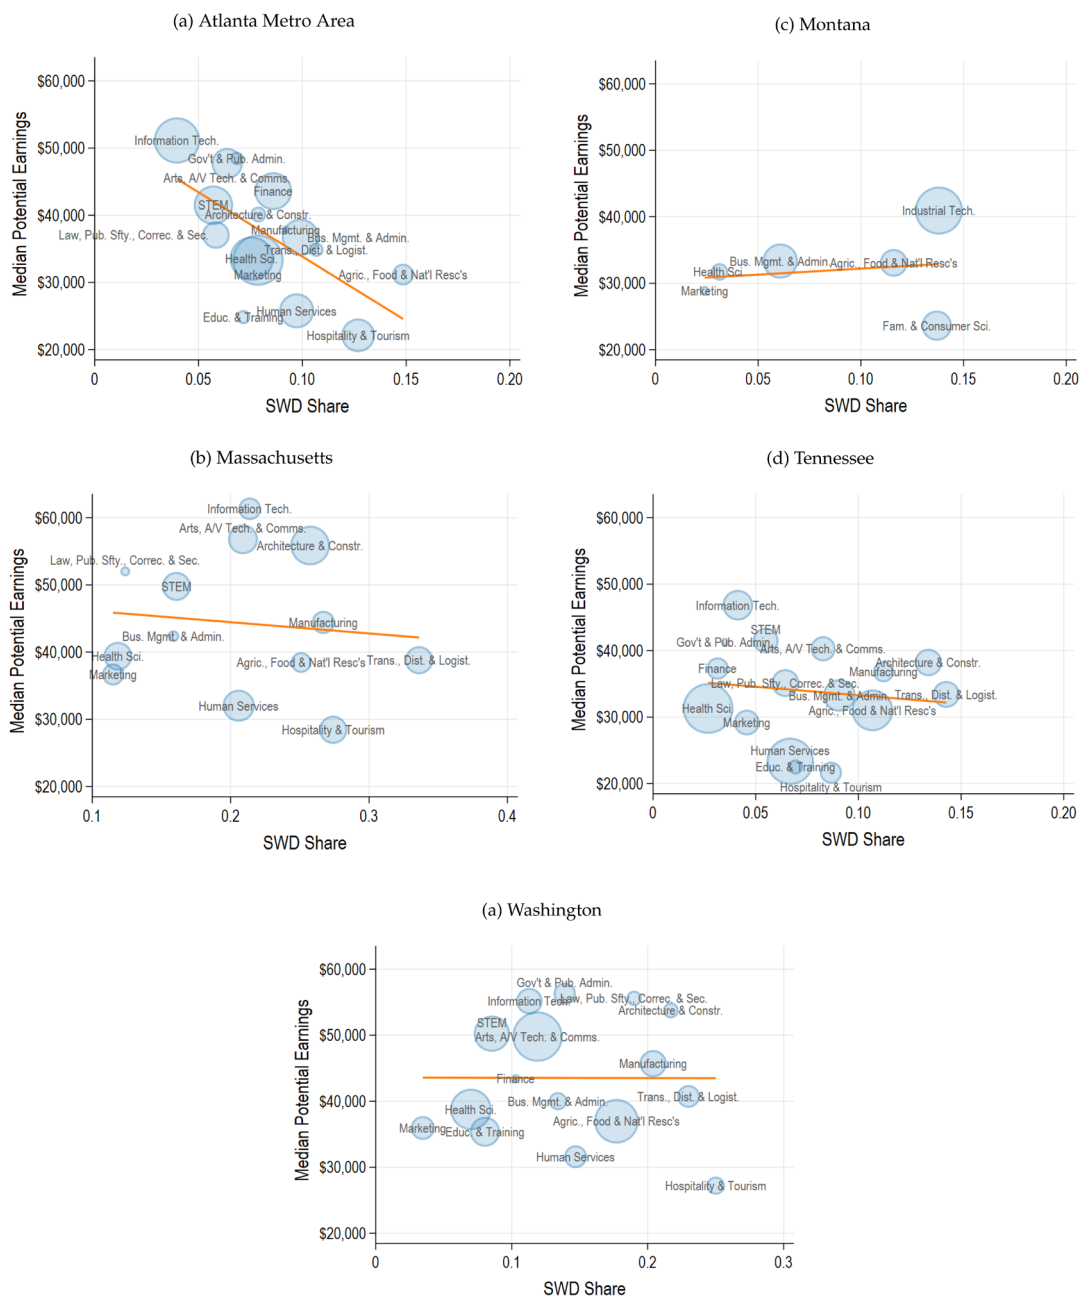 (a) Atlanta Metro Area
Median Potential Earnings
$60,000
$50,000
$40,000
$30,000
$20,000
Information Tech.
Gov't & Pub. Admin.
Arts, A/V Tech. & Comms.
Finance
STEM
Architecture & Constr.
Law, Pub. Sfty., Correc. & Sec.
Manufacturing
Bus. Mgmt. & Admin.
Trans., Dist. & Logist.
Health Sci.
Marketing
Agric., Food & Nat'l Resc's
Human Services
Educ. & Training
Hospitality & Tourism
0 0.05 0.10 0.15 0.20
SWD Share
(c) Montana
Median Potential Earnings
$60,000
$50,000
$40,000
$30,000
$20,000
Industrial Tech.
Bus. Mgmt. & Admin.
Agric., Food & Nat'l Resc's
Health Sci.
Marketing
Fam. & Consumer Sci.
0 0.05 0.10 0.15 0.20
SWD Share
(b) Massachusetts
Median Potential Earnings
$60,000
$50,000
$40,000
$30,000
$20,000
Information Tech.
Arts, A/V Tech. & Comms.
Architecture & Constr.
Law, Pub. Sfty., Correc. & Sec.
STEM
Manufacturing
Bus. Mgmt. & Admin.
Health Sci.
Agric., Food & Nat'l Resc's
Trans., Dist. & Logist.
Marketing
Human Services
Hospitality & Tourism
0.1 0.2 0.3 0.4
SWD Share
(d) Tennessee
Median Potential Earnings
$60,000
$50,000
$40,000
$30,000
$20,000
Information Tech.
STEM
Gov't & Pub. Admin.
Arts, A/V Tech. & Comms.
Architecture & Constr.
Finance
Manufacturing
Law, Pub. Sfty., Correc. & Sec.
Bus. Mgmt. & Admin.
Trans., Dist. & Logist.
Health Sci.
Agric., Food & Nat'l Resc's
Marketing
Human Services
Educ. & Training
Hospitality & Tourism
0 0.05 0.10 0.15 0.20
SWD Share
(a) Washington
Median Potential Earnings
$60,000
$50,000
$40,000
$30,000
$20,000
Gov't & Pub. Admin.
Information Tech.
Law, Pub. Sfty., Correc. & Sec.
Architecture & Constr.
STEM
Arts, A/V Tech. & Comms.
Manufacturing
Finance
Trans., Dist. & Logist.
Bus. Mgmt. & Admin.
Health Sci.
Agric., Food & Nat'l Resc's
Marketing
Educ. & Training
Human Services
Hospitality & Tourism
0 0.1 0.2 0.3
SWD Share